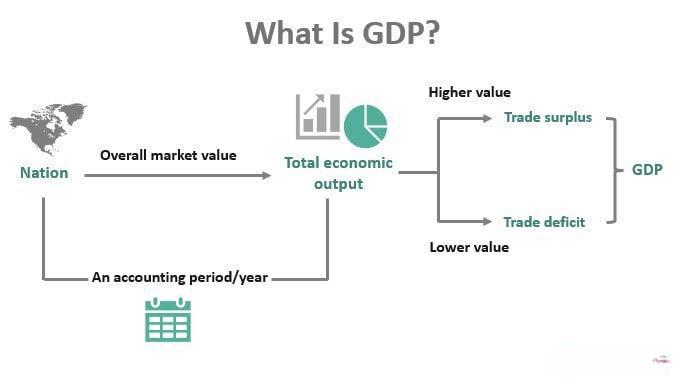 What Is GDP?
Higher value
Trade surplus
Overall market value
Total economic
output
Nation
GDP
Trade deficit
Lower value
An accounting period/year